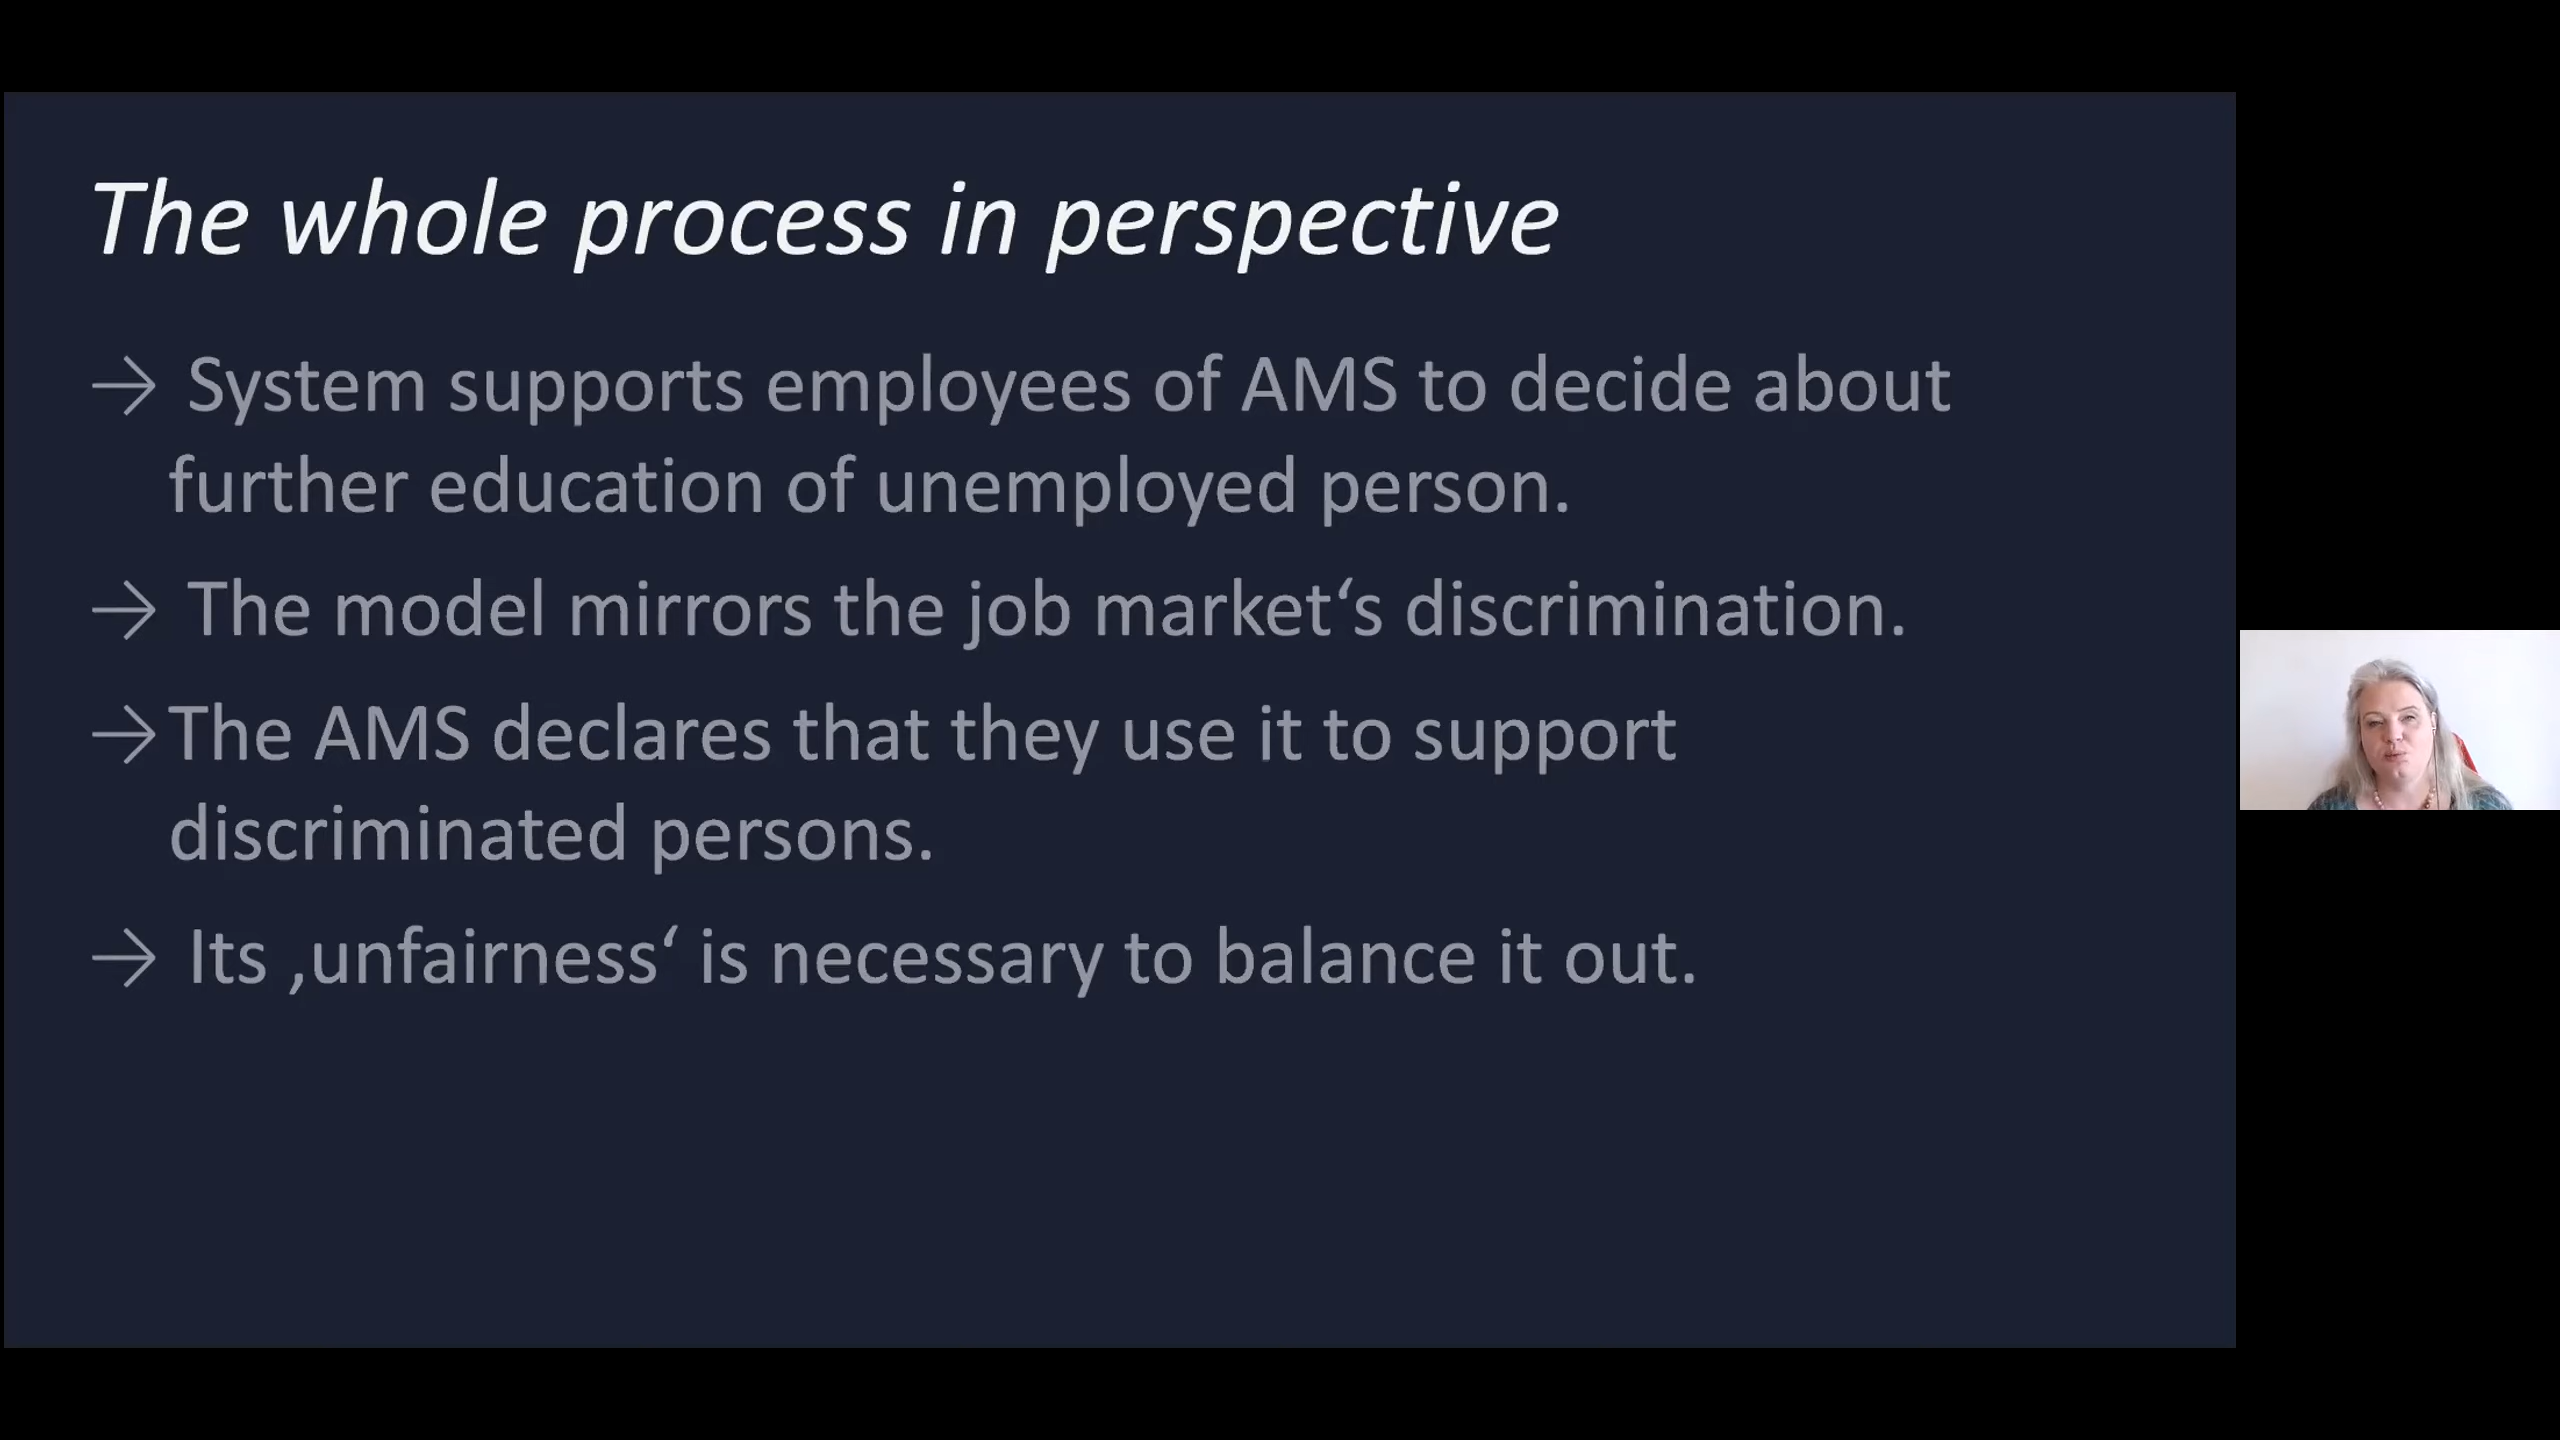 The whole process in perspective
→ System supports employees of AMS to decide about
further education of unemployed person.
→ The model mirrors the job market‘s discrimination.
→ The AMS declares that they use it to support
discriminated persons.
→ Its ‚unfairness‘ is necessary to balance it out.